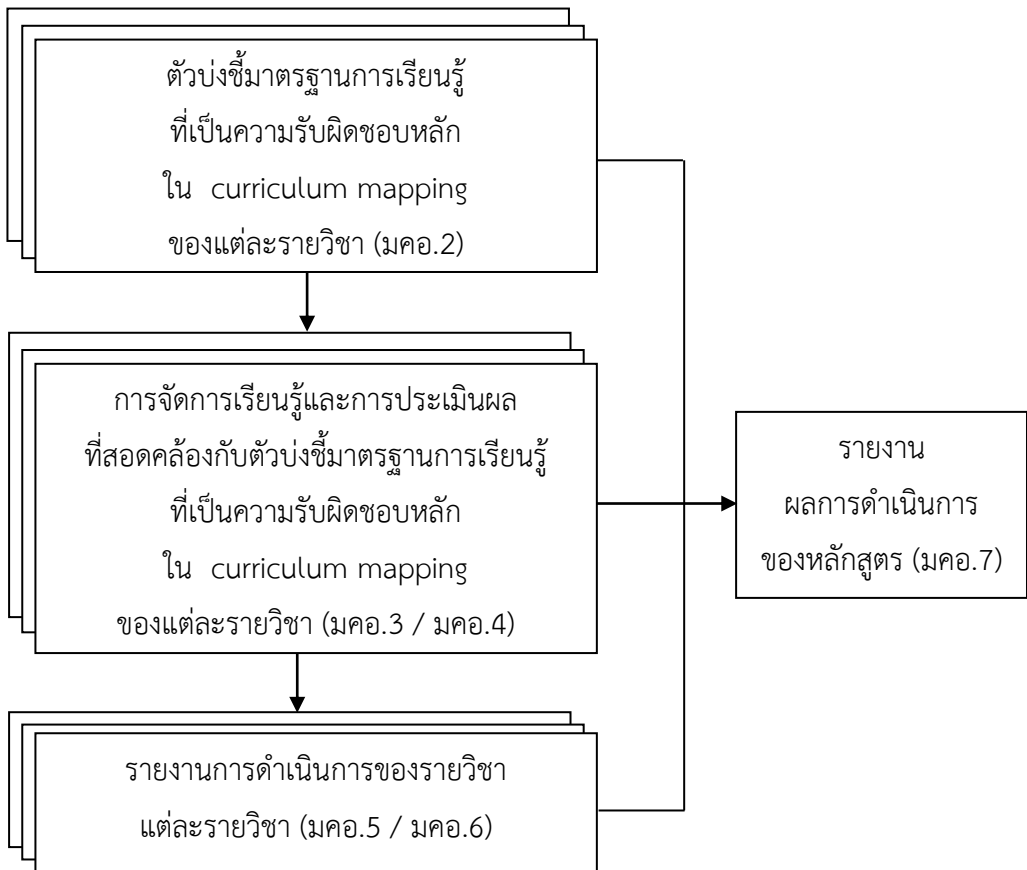 ตัวบ่งชี้มาตรฐานการเรียนรู้
ที่เป็นความรับผิดชอบหลัก
ใน curriculum mapping
ของแต่ละรายวิชา (มคอ.2)
การจัดการเรียนรู้และการประเมินผล
ที่สอดคล้องกับตัวบ่งชี้มาตรฐานการเรียนรู้
ที่เป็นความรับผิดชอบหลัก
ใน curriculum mapping
ของแต่ละรายวิชา (มคอ.3 / มคอ.4)
รายงาน
ผลการดำเนินการ
ของหลักสูตร (มคอ.7)
รายงานการดำเนินการของรายวิชา
แต่ละรายวิชา (มคอ.5 / มคอ.6)